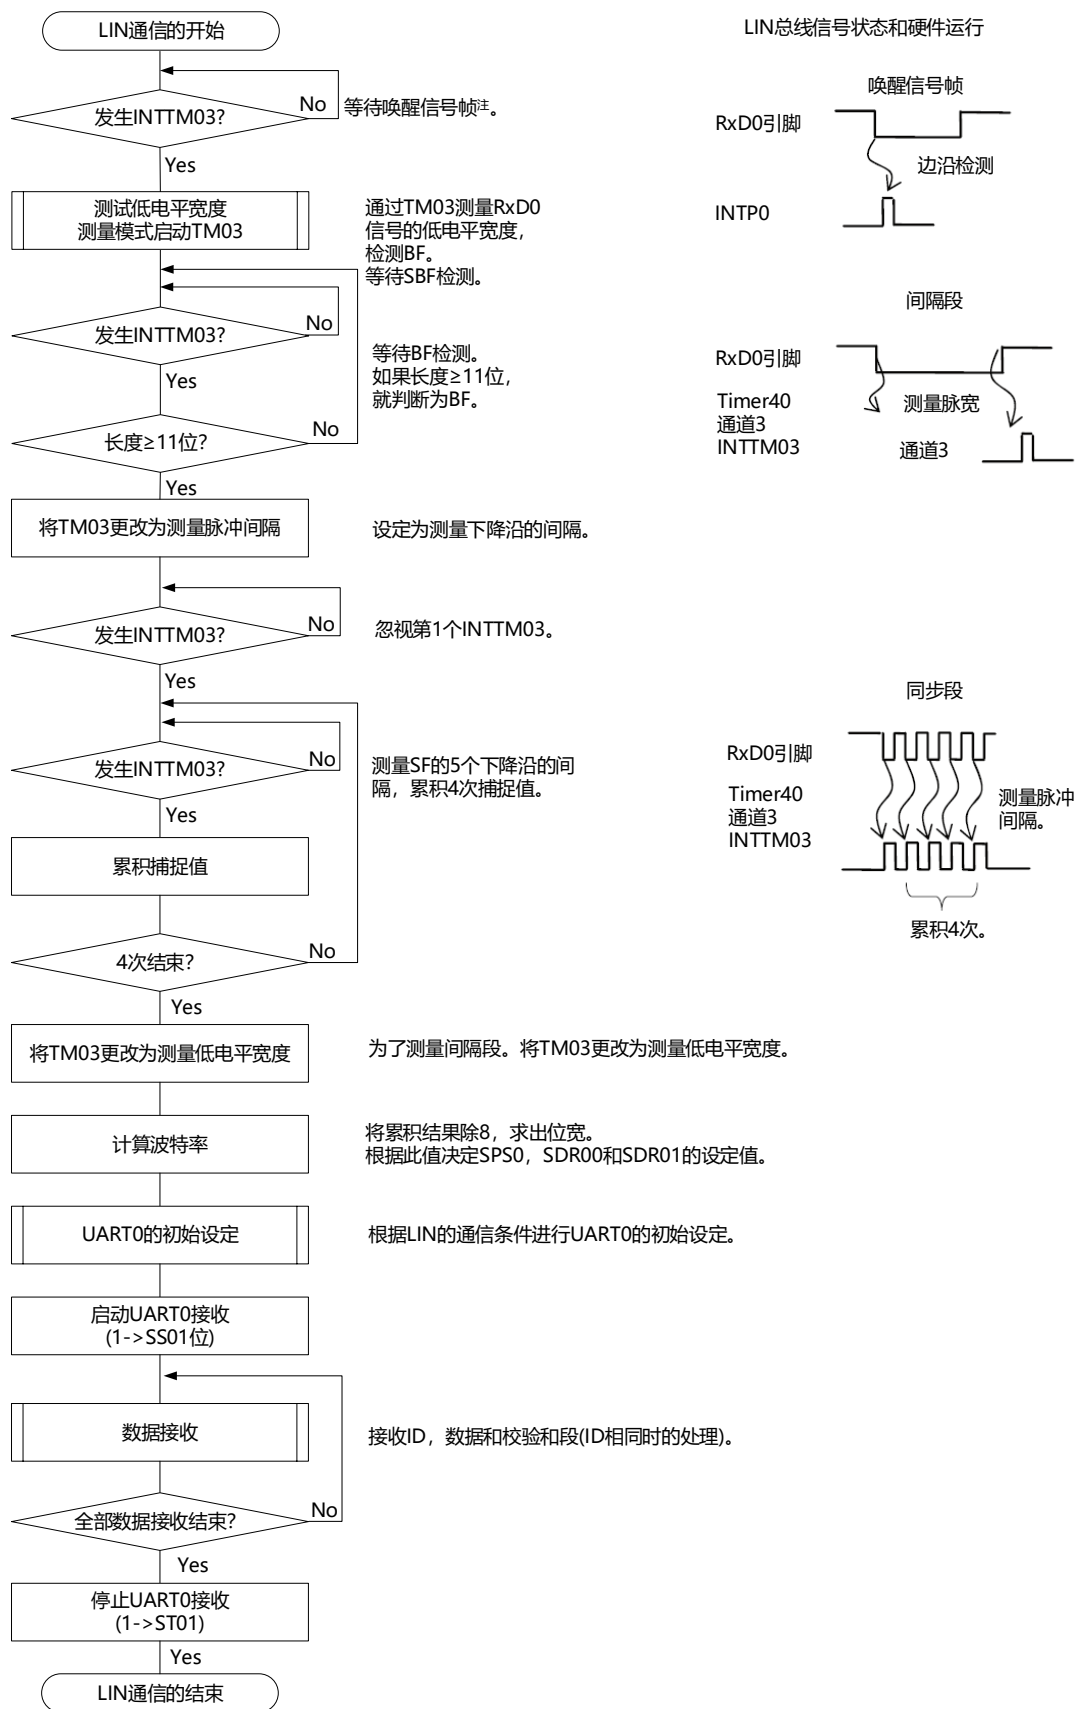 LIN通信的开始
LIN总线信号状态和硬件运行
发生INTTM03?
No
等待唤醒信号帧注。
Yes
唤醒信号帧
RxD0引脚
边沿检测
INTP0
测试低电平宽度
测量模式启动TM03
通过TM03测量RxD0
信号的低电平宽度，
检测BF。
等待SBF检测。
发生INTTM03?
No
Yes
等待BF检测。
如果长度≥11位，
就判断为BF。
间隔段
RxD0引脚
Timer40
通道3
INTTM03
测量脉宽
通道3
长度≥11位?
No
Yes
将TM03更改为测量脉冲间隔
设定为测量下降沿的间隔。
发生INTTM03?
No
忽视第1个INTTM03。
Yes
发生INTTM03?
No
测量SF的5个下降沿的间
隔，累积4次捕捉值。
Yes
同步段
RxD0引脚
Timer40
通道3
INTTM03
测量脉冲
间隔。
累积4次。
累积捕捉值
4次结束?
No
Yes
将TM03更改为测量低电平宽度
为了测量间隔段。将TM03更改为测量低电平宽度。
计算波特率
将累积结果除8，求出位宽。
根据此值决定SPS0，SDR00和SDR01的设定值。
UART0的初始设定
根据LIN的通信条件进行UART0的初始设定。
启动UART0接收
(1->SS01位)
数据接收
接收ID，数据和校验和段(ID相同时的处理)。
全部数据接收结束?
No
Yes
停止UART0接收
(1->ST01)
Yes
LIN通信的结束